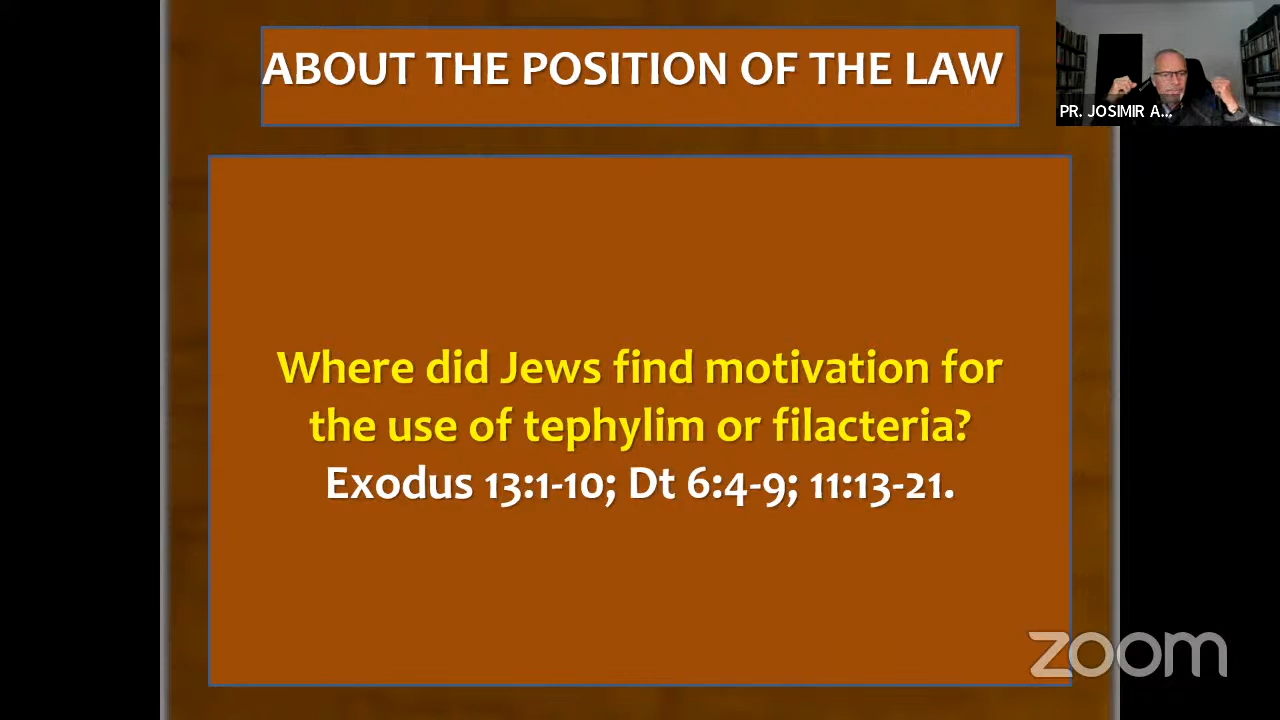 ABOUT THE POSITION OF THE LAW
PR. JOSIMIR A...
Where did Jews find motivation for
the use of tephylim or filacteria?
Exodus 13:1-10; Dt 6:4-9; 11:13-21.
zoom